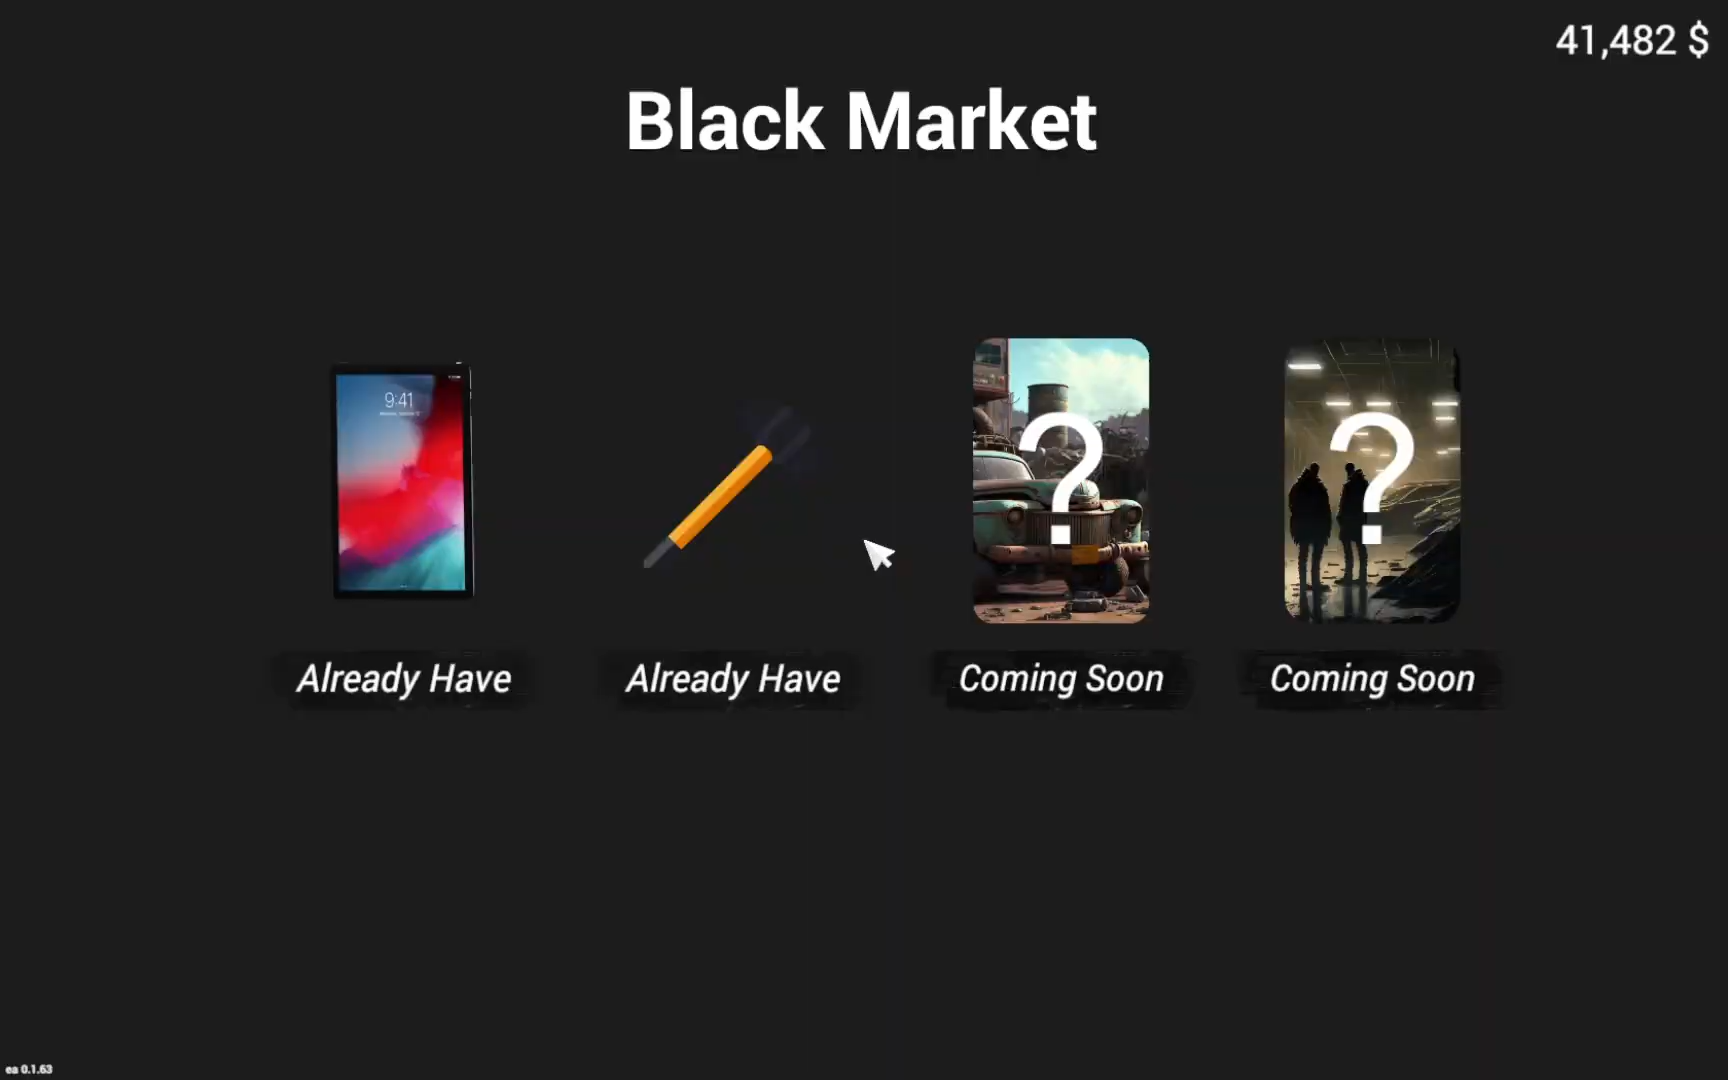 41,482 $
Black Market
9:41
?
?
Already Have
Already Have
Coming Soon
Coming Soon
ea 0.1.63